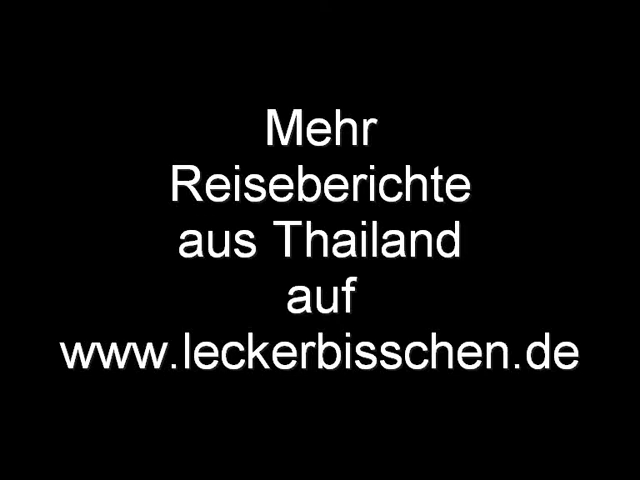 Mehr
Reiseberichte
aus Thailand
auf
www.leckerbisschen.de